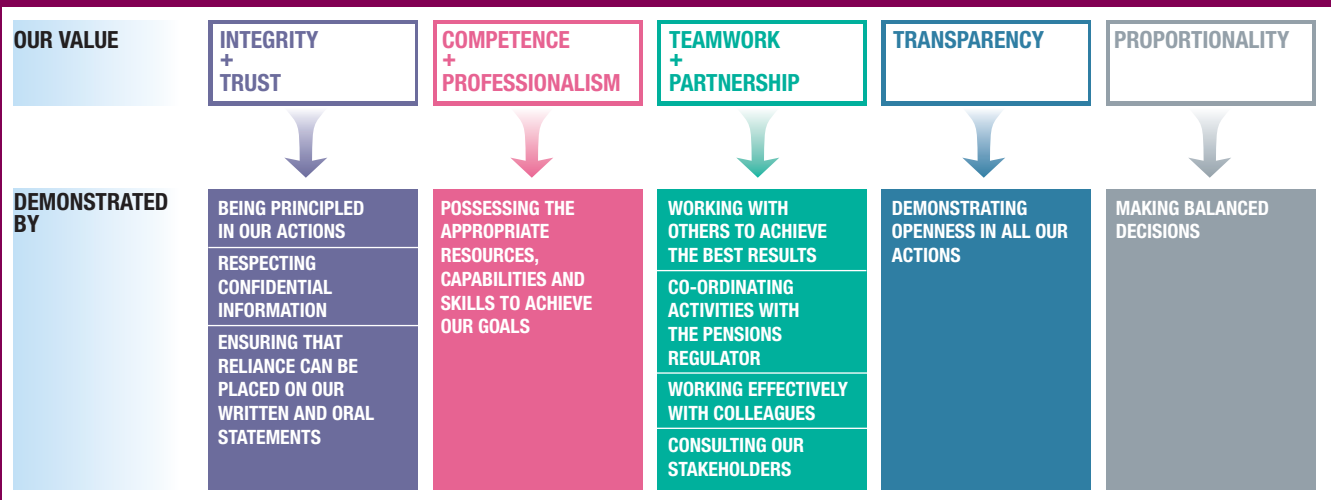 OUR VALUE
INTEGRITY
+
TRUST
COMPETENCE
+
PROFESSIONALISM
TEAMWORK
+
PARTNERSHIP
TRANSPARENCY
PROPORTIONALITY
DEMONSTRATED
BY
BEING PRINCIPLED
IN OUR ACTIONS
RESPECTING
CONFIDENTIAL
INFORMATION
ENSURING THAT
RELIANCE CAN BE
PLACED ON OUR
WRITTEN AND ORAL
STATEMENTS
POSSESSING THE
APPROPRIATE
RESOURCES,
CAPABILITIES AND
SKILLS TO ACHIEVE
OUR GOALS
WORKING WITH
OTHERS TO ACHIEVE
THE BEST RESULTS
CO-ORDINATING
ACTIVITIES WITH
THE PENSIONS
REGULATOR
WORKING EFFECTIVELY
WITH COLLEAGUES
CONSULTING OUR
STAKEHOLDERS
DEMONSTRATING
OPENNESS IN ALL OUR
ACTIONS
MAKING BALANCED
DECISIONS